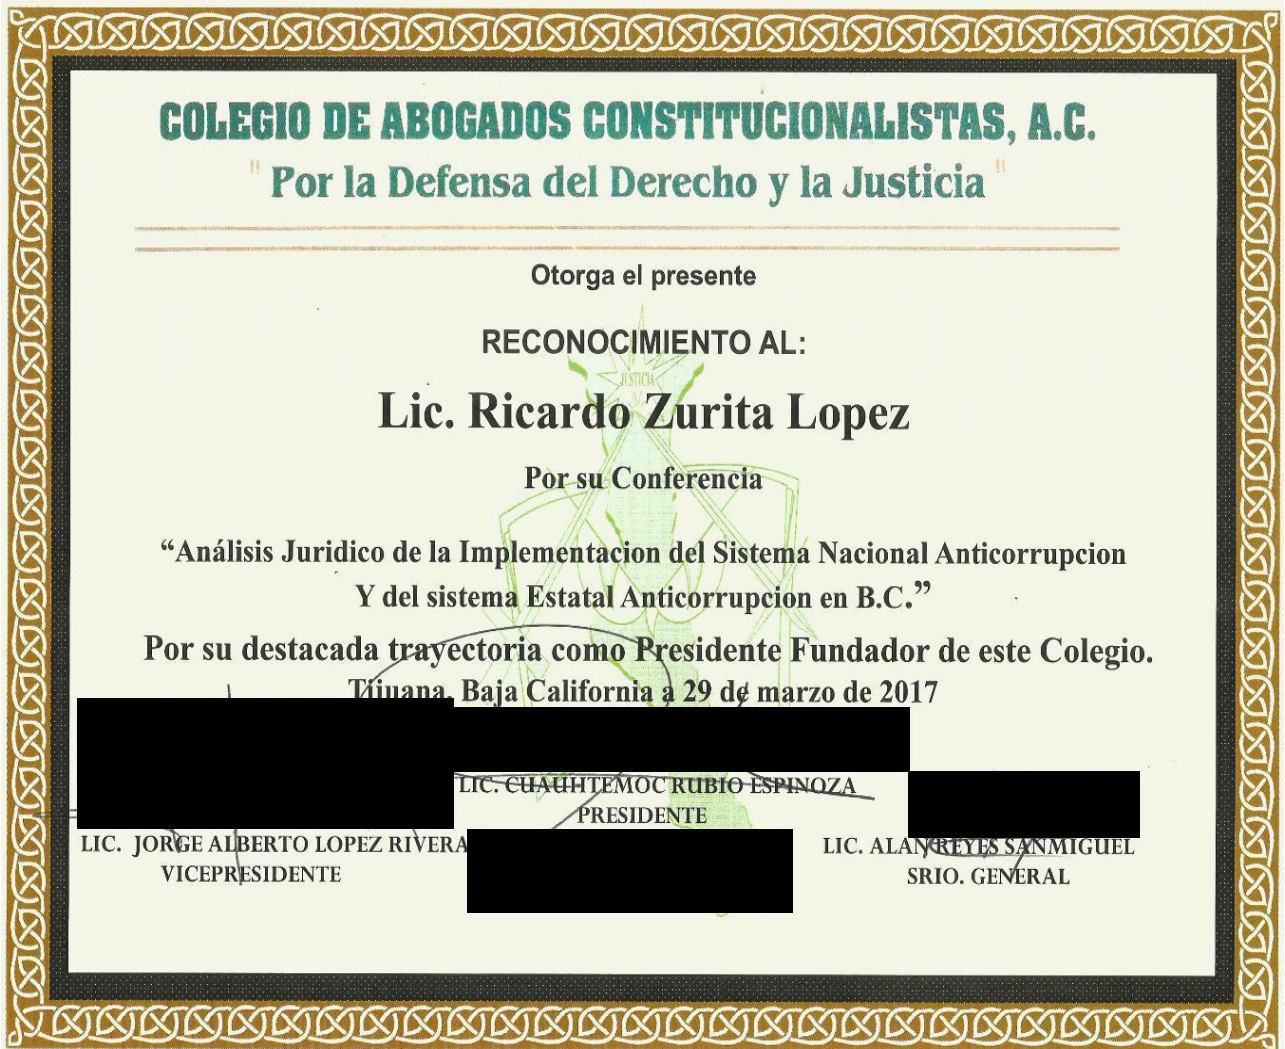 COLEGIO DE ABOGADOS CONSTITUCIONALISTAS, A.C.
"Por la Defensa del Derecho y la Justicia"
Otorga el presente
RECONOCIMIENTO AL:
JUSTICIA
Lic. Ricardo Zurita Lopez
Por su Conferencia
“Análisis Juridico de la Implementacion del Sistema Nacional Anticorrupcion
Y del sistema Estatal Anticorrupcion en B.C.”
Por su destacada trayectoria como Presidente Fundador de este Colegio.
Tijuana, Baja California a 29 de marzo de 2017
LIC. CUAUHTEMOC RUBIO ESPINOZA
PRESIDENTE
LIC. JORGE ALBERTO LOPEZ RIVERA
VICEPRESIDENTE
LIC. ALAN REYES SANMIGUEL
SRIO. GENERAL